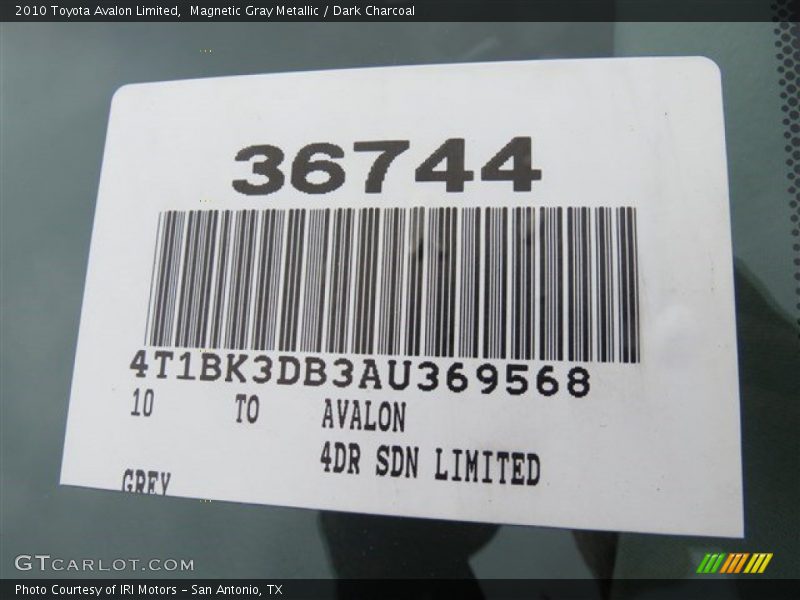 2010 Toyota Avalon Limited,  Magnetic Gray Metallic / Dark Charcoal
36744
4T1BK3DB3AU369568
10 TO AVALON
4DR SDN LIMITED
GREY
GTCARLOT.COM
Photo Courtesy of IRI Motors – San Antonio, TX